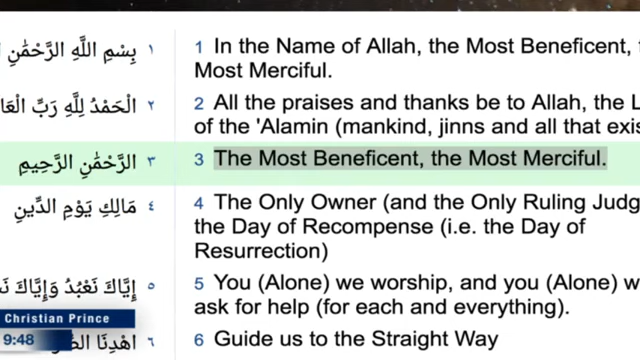 بِسْمِ اللَّهِ الرَّحْمَٰنِ ١
1 In the Name of Allah, the Most Beneficent,
Most Merciful.
الْحَمْدُ لِلَّهِ رَبِّ ٢
2 All the praises and thanks be to Allah, the
of the 'Alamin (mankind, jinns and all that
الرَّحْمَٰنِ الرَّحِيمِ ٣
3 The Most Beneficent, the Most Merciful.
مَالِكِ يَوْمِ الدِّينِ ٤
4 The Only Owner (and the Only Ruling
the Day of Recompense (i.e. the Day of
Resurrection)
إِيَّاكَ نَعْبُدُ وَإِيَّاكَ ٥
5 You (Alone) we worship, and you (Alone)
ask for help (for each and everything).
اهْدِنَا ٦
6 Guide us to the Straight Way
Christian Prince
9:48